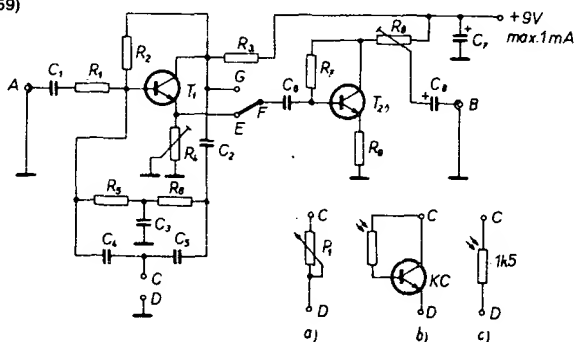 59)
+9V
max.1mA
A
C1
R1
R2
T1
R3
G
E
F
R4
C2
C6
R7
T2
R8
R9
C7
+
C8
+
B
R5
R6
C3
C4
C5
C
D
C
P1
D
a)
C
KC
D
b)
C
1k5
D
c)